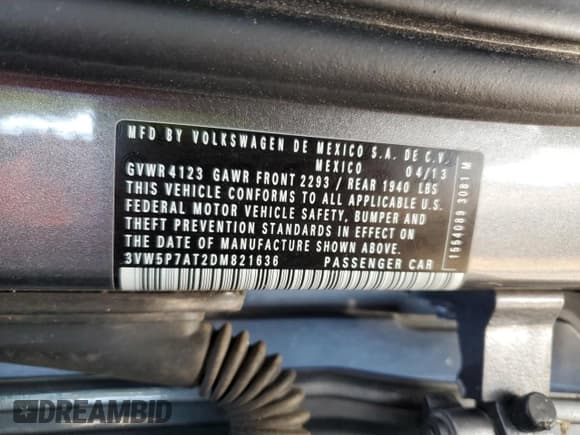 MFD BY VOLKSWAGEN DE MEXICO S.A. DE C.V.
MEXICO 04/13
GVWR 4123 GAWR FRONT 2293 / REAR 1940 LBS
THIS VEHICLE CONFORMS TO ALL APPLICABLE U.S.
FEDERAL MOTOR VEHICLE SAFETY, BUMPER AND
THEFT PREVENTION STANDARDS IN EFFECT ON
THE DATE OF MANUFACTURE SHOWN ABOVE.
3VW5P7AT2DM821636 PASSENGER CAR
1554089 3081 M
DREAMBID